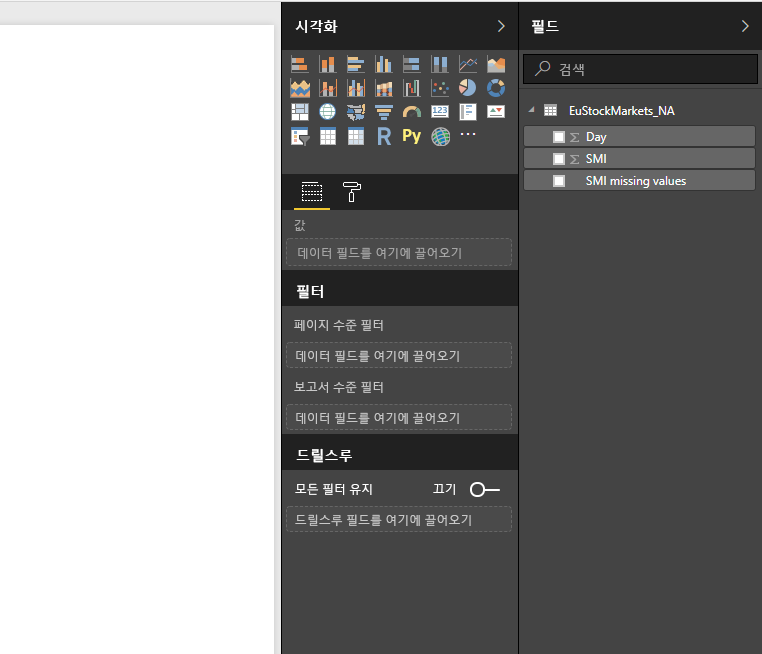 시각화
R Py ...
123
값
데이터 필드를 여기에 끌어오기
필터
페이지 수준 필터
데이터 필드를 여기에 끌어오기
보고서 수준 필터
데이터 필드를 여기에 끌어오기
드릴스루
모든 필터 유지 끄기
드릴스루 필드를 여기에 끌어오기
필드
검색
EuStockMarkets_NA
Σ Day
Σ SMI
SMI missing values